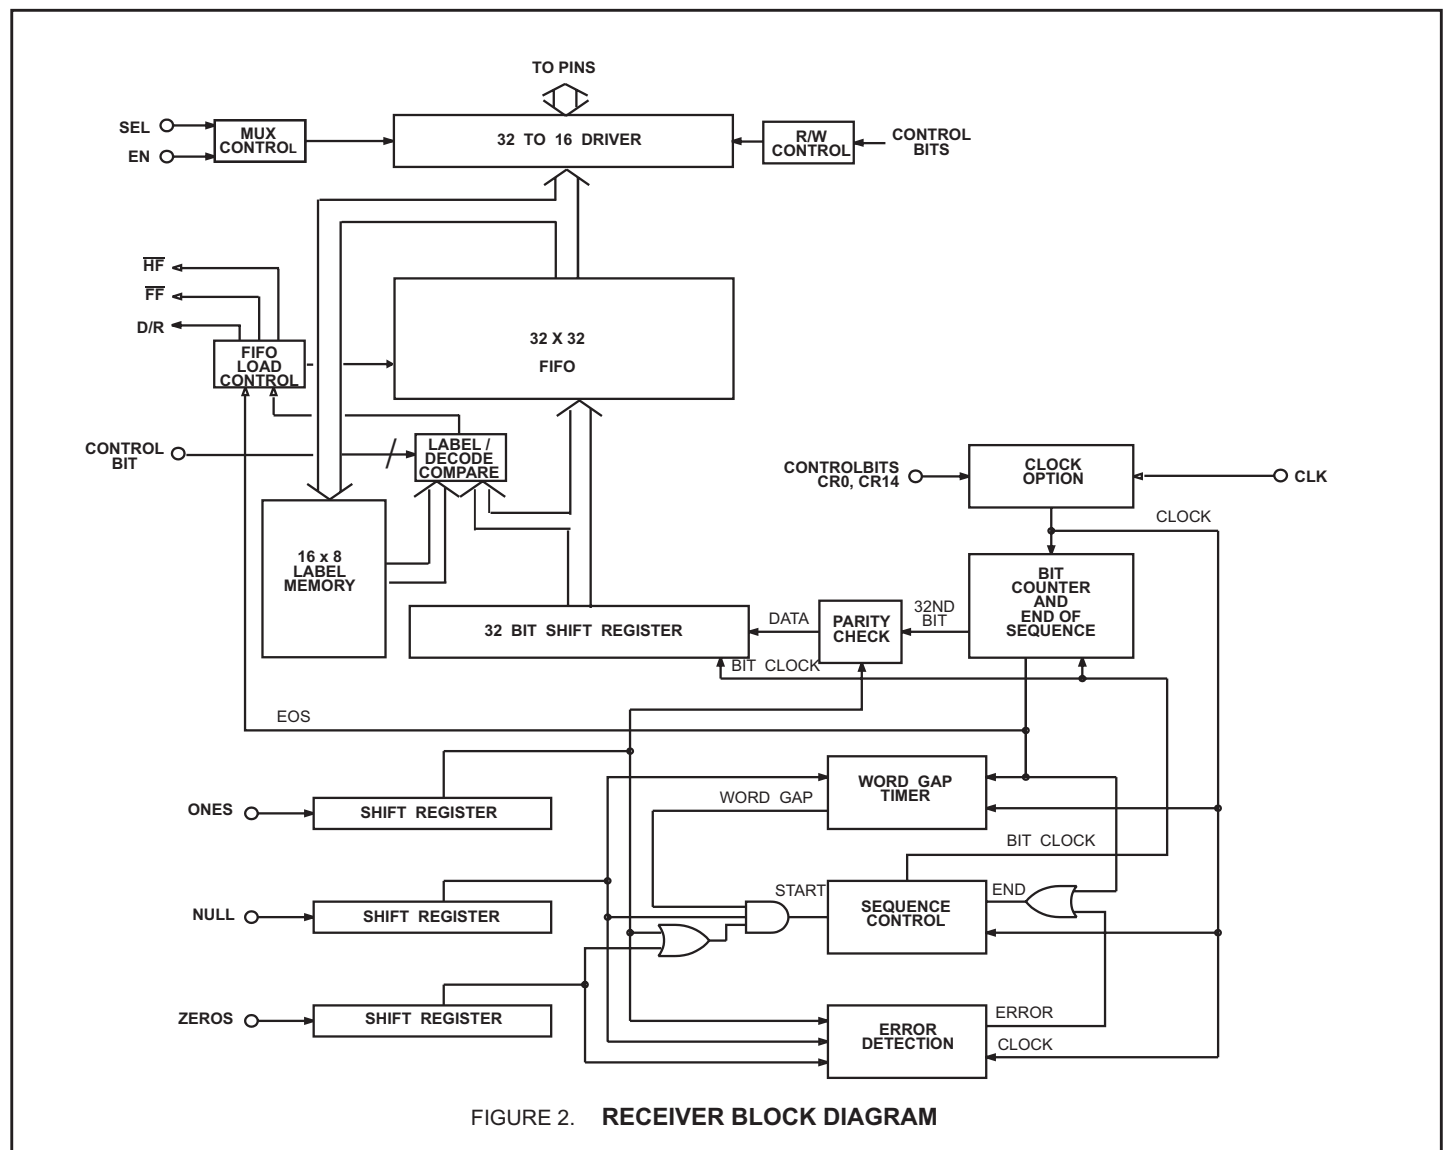 TO PINS
SEL
EN
MUX
CONTROL
32 TO 16 DRIVER
R/W
CONTROL
CONTROL
BITS
HF
FF
D/R
FIFO
LOAD
CONTROL
32 X 32
FIFO
CONTROL
BIT
LABEL /
DECODE
COMPARE
CONTROLBITS
CR0, CR14
CLOCK
OPTION
CLK
CLOCK
16 x 8
LABEL
MEMORY
BIT
COUNTER
AND
END OF
SEQUENCE
32 BIT SHIFT REGISTER
DATA
PARITY
CHECK
32ND
BIT
BIT CLOCK
EOS
WORD GAP
TIMER
WORD GAP
ONES
SHIFT REGISTER
BIT CLOCK
NULL
SHIFT REGISTER
START
SEQUENCE
CONTROL
END
ZEROS
SHIFT REGISTER
ERROR
DETECTION
ERROR
CLOCK
FIGURE 2. RECEIVER BLOCK DIAGRAM